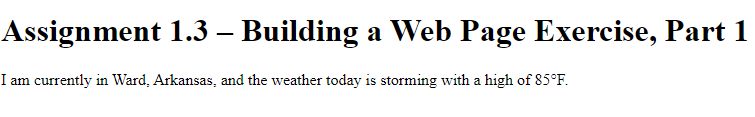 Assignment 1.3 – Building a Web Page Exercise, Part 1
I am currently in Ward, Arkansas, and the weather today is storming with a high of 85°F.